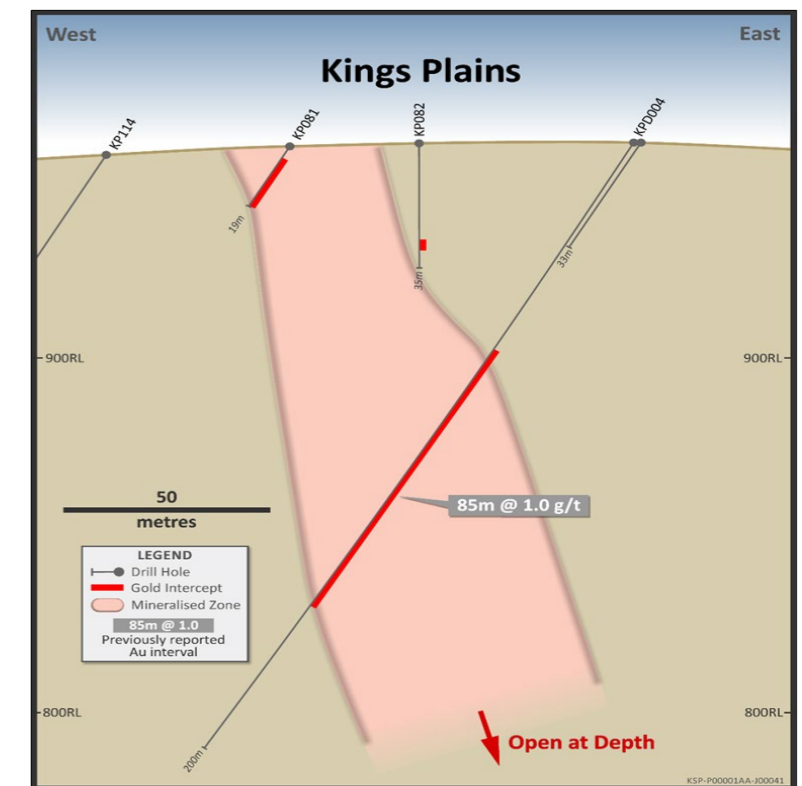 West
East
Kings Plains
KP114
KP081
KP082
KPD004
19m
35m
33m
900RL
900RL
50
metres
85m @ 1.0 g/t
LEGEND
Drill Hole
Gold Intercept
Mineralised Zone
85m @ 1.0
Previously reported
Au interval
800RL
800RL
200m
Open at Depth
KSP-P00001AA-J00041